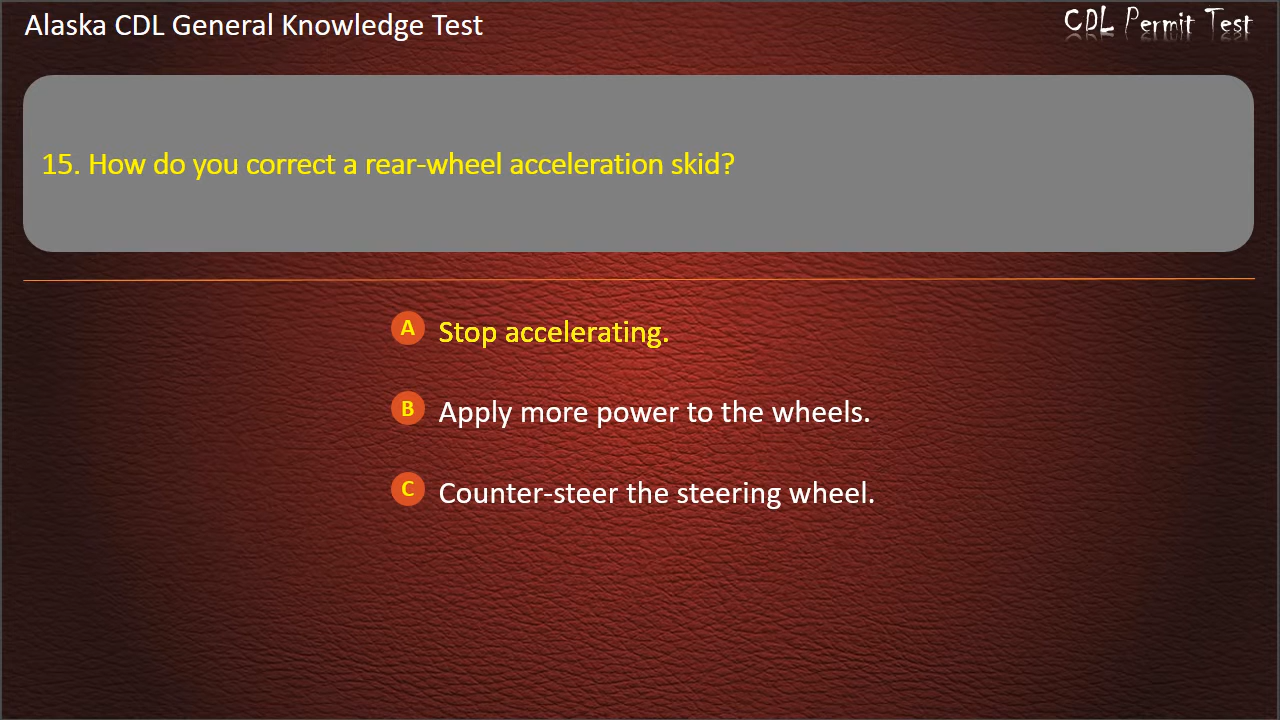 Alaska CDL General Knowledge Test
CDL Permit Test
15. How do you correct a rear-wheel acceleration skid?
A Stop accelerating.
B Apply more power to the wheels.
C Counter-steer the steering wheel.